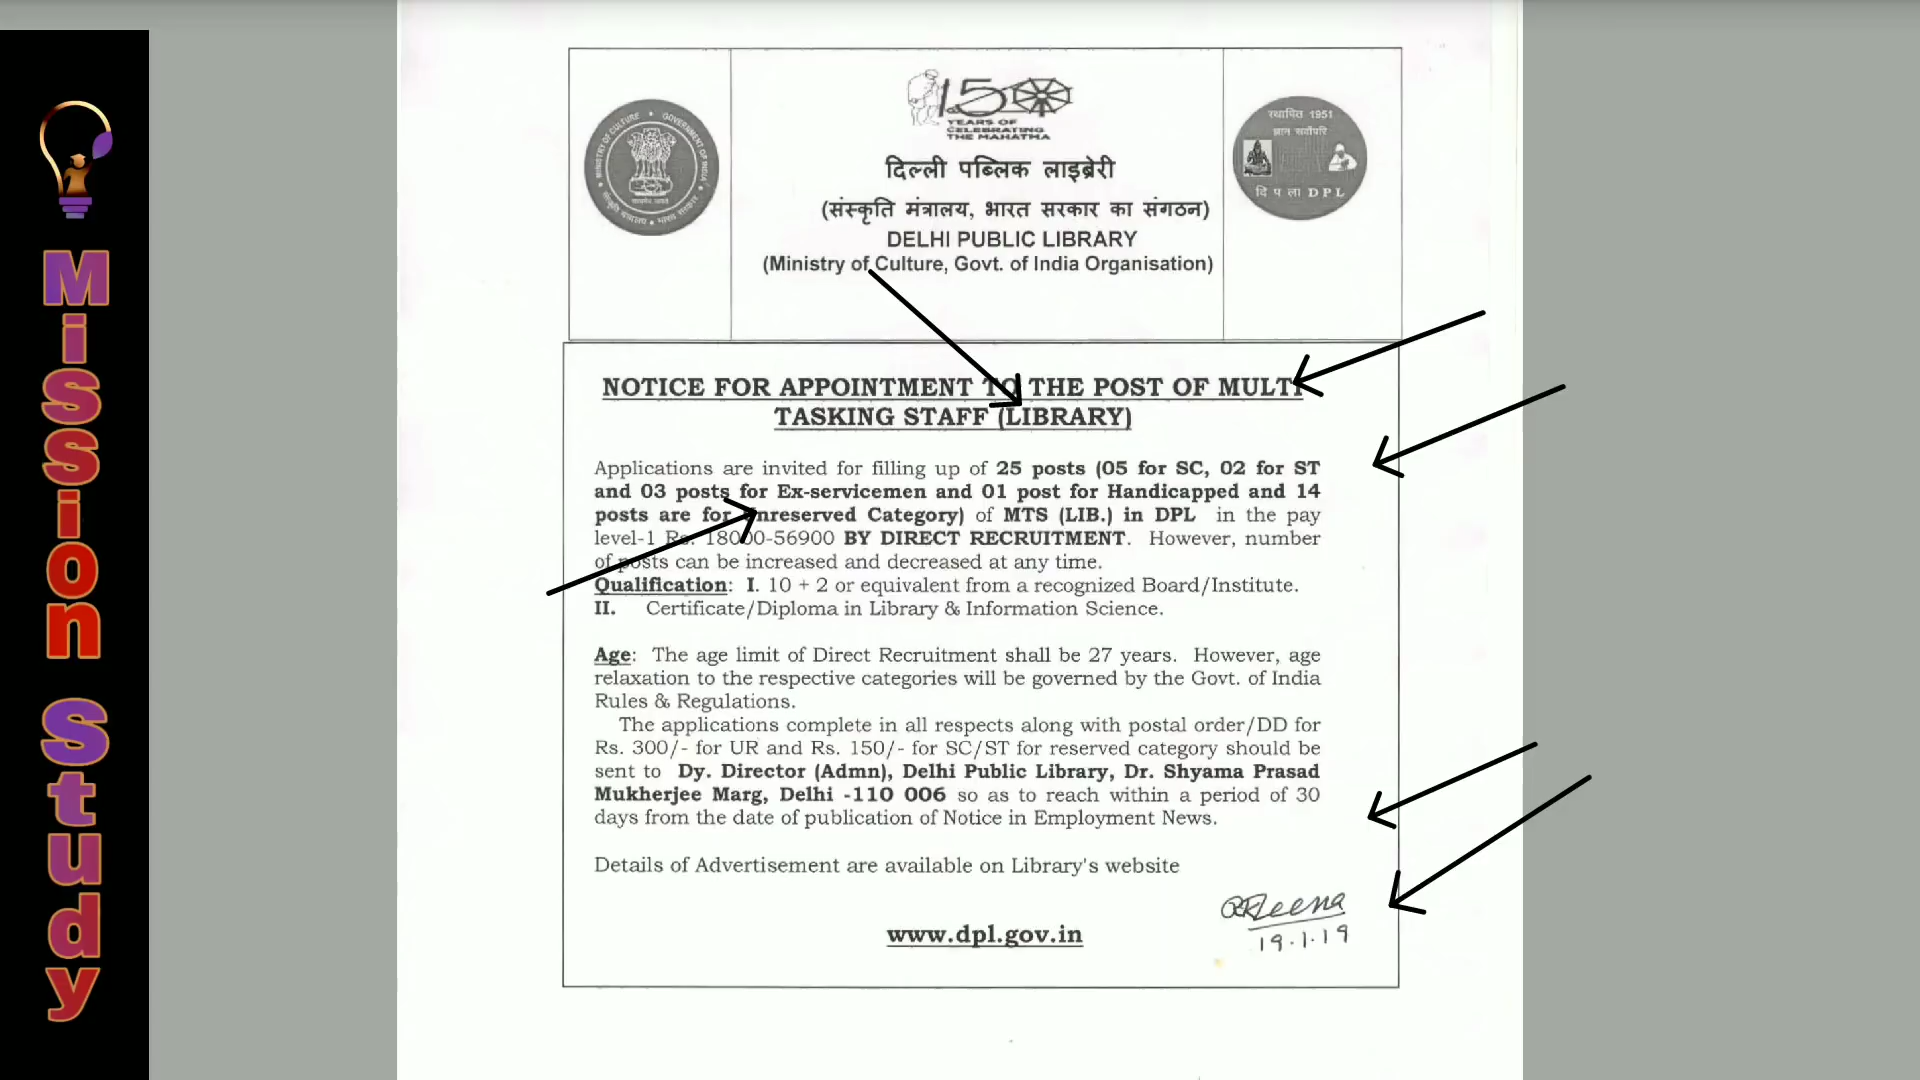 Mission Study
150
YEARS OF
CELEBRATING
THE MAHATMA
दिल्ली पब्लिक लाइब्रेरी
(संस्कृति मंत्रालय, भारत सरकार का संगठन)
DELHI PUBLIC LIBRARY
(Ministry of Culture, Govt. of India Organisation)
MINISTRY OF CULTURE • GOVERNMENT OF INDIA
संस्कृति मंत्रालय • भारत सरकार
स्थापित 1951
ज्ञान सर्वोपरि
दि प ला DPL
NOTICE FOR APPOINTMENT TO THE POST OF MULTI
TASKING STAFF (LIBRARY)
Applications are invited for filling up of 25 posts (05 for SC, 02 for ST
and 03 posts for Ex-servicemen and 01 post for Handicapped and 14
posts are for Unreserved Category) of MTS (LIB.) in DPL in the pay
level-1 Rs. 18000-56900 BY DIRECT RECRUITMENT. However, number
of posts can be increased and decreased at any time.
Qualification: I. 10 + 2 or equivalent from a recognized Board/Institute.
II. Certificate/Diploma in Library & Information Science.
Age: The age limit of Direct Recruitment shall be 27 years. However, age
relaxation to the respective categories will be governed by the Govt. of India
Rules & Regulations.
The applications complete in all respects along with postal order/DD for
Rs. 300/- for UR and Rs. 150/- for SC/ST for reserved category should be
sent to Dy. Director (Admn), Delhi Public Library, Dr. Shyama Prasad
Mukherjee Marg, Delhi -110 006 so as to reach within a period of 30
days from the date of publication of Notice in Employment News.
Details of Advertisement are available on Library's website
www.dpl.gov.in
19.1.19